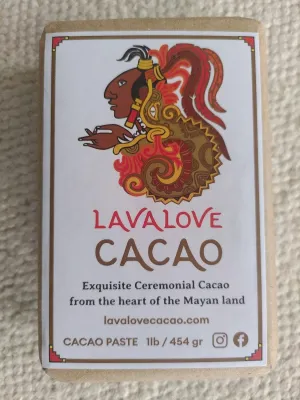 LAVALOVE
CACAO
Exquisite Ceremonial Cacao
from the heart of the Mayan land
lavalovecacao.com
CACAO PASTE 1lb / 454 gr